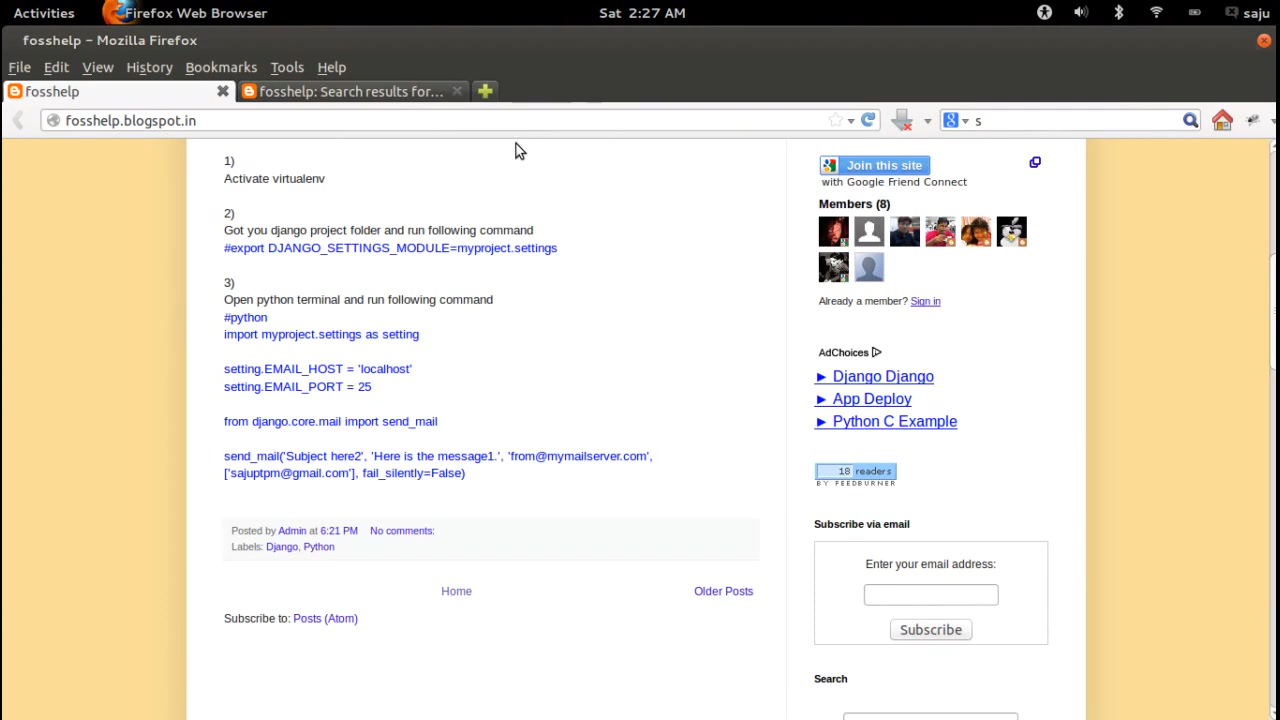 Activities
Firefox Web Browser
Sat 2:27 AM
saju
fosshelp - Mozilla Firefox
File Edit View History Bookmarks Tools Help
fosshelp
fosshelp: Search results for...
fosshelp.blogspot.in
s
1)
Activate virtualenv
2)
Got you django project folder and run following command
#export DJANGO_SETTINGS_MODULE=myproject.settings
3)
Open python terminal and run following command
#python
import myproject.settings as setting
setting.EMAIL_HOST = 'localhost'
setting.EMAIL_PORT = 25
from django.core.mail import send_mail
send_mail('Subject here2', 'Here is the message1.', 'from@mymailserver.com',
['sajuptpm@gmail.com'], fail_silently=False)
Posted by Admin at 6:21 PM No comments:
Labels: Django, Python
Home
Older Posts
Subscribe to: Posts (Atom)
Join this site
with Google Friend Connect
Members (8)
Already a member? Sign in
AdChoices
► Django Django
► App Deploy
► Python C Example
10 readers
BY FEEDBURNER
Subscribe via email
Enter your email address:
Subscribe
Search